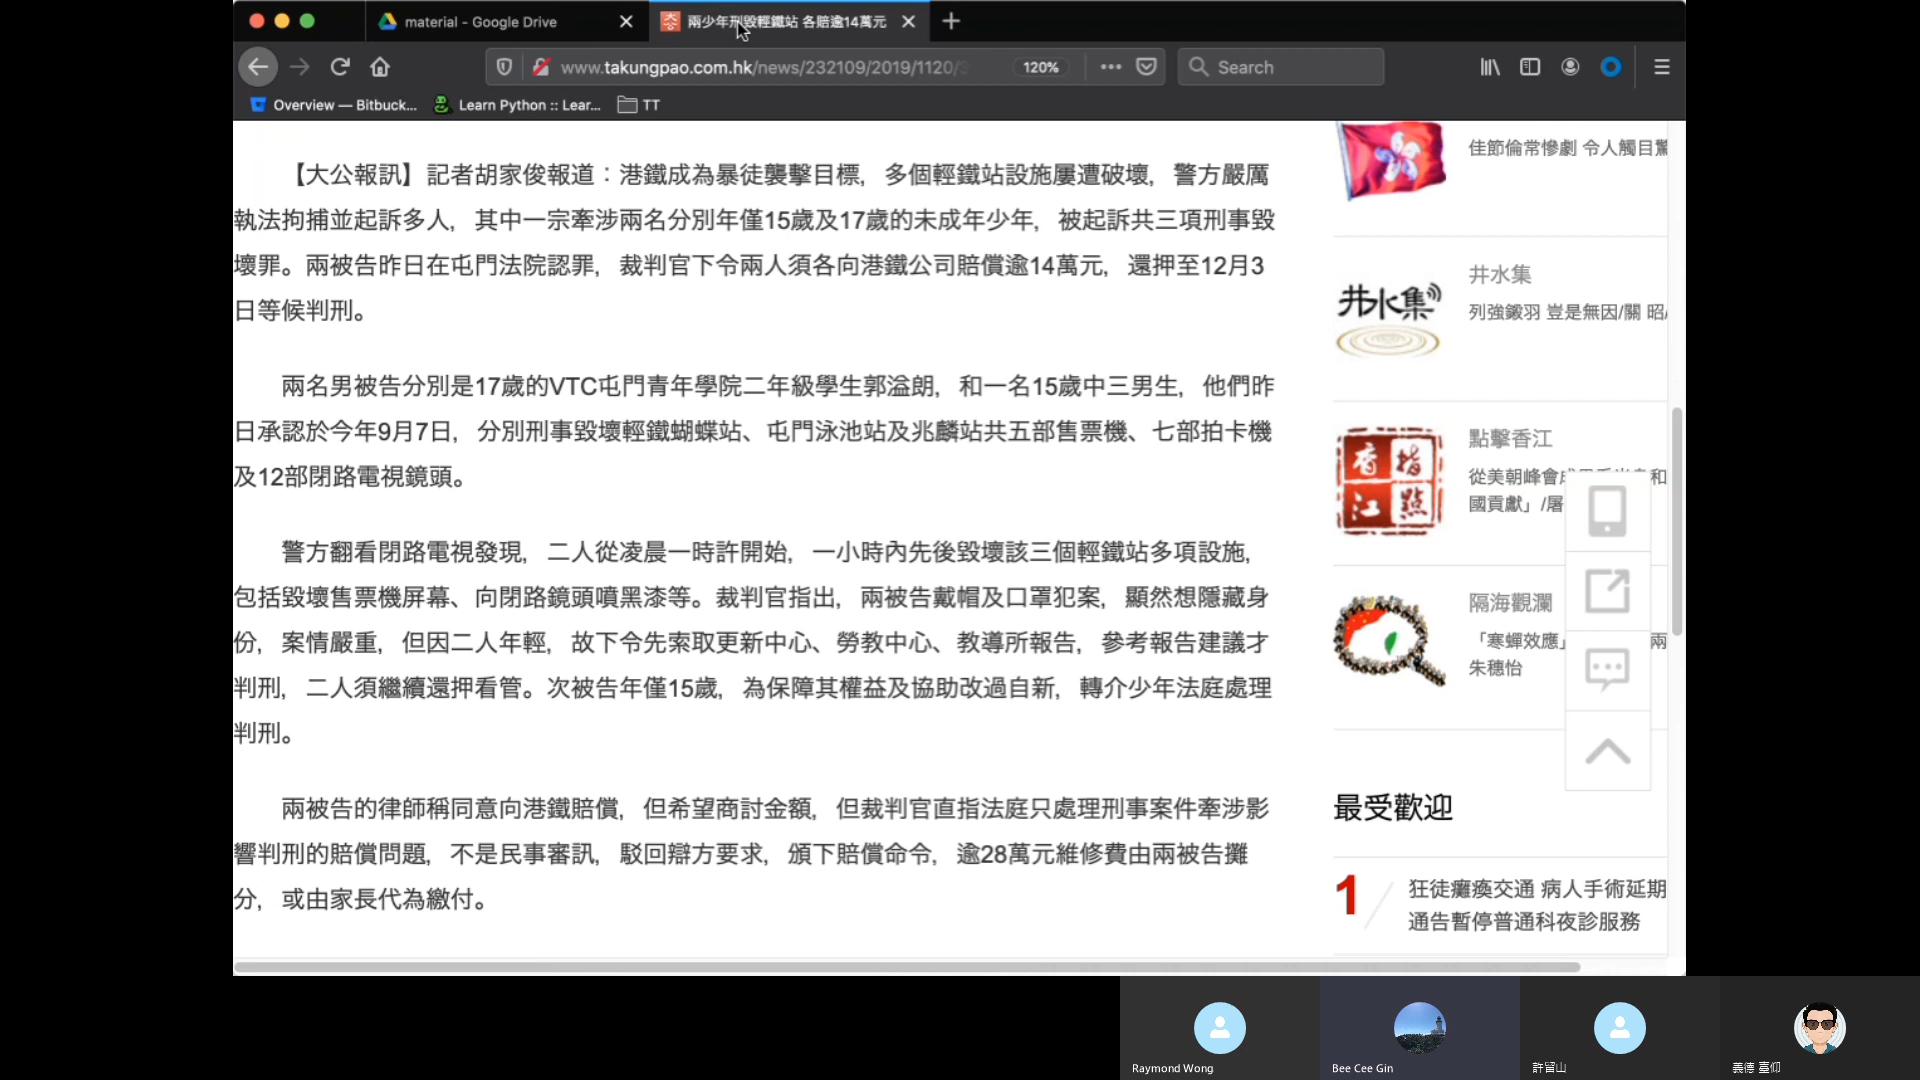 material - Google Drive
兩少年刑毀輕鐵站 各賠逾14萬元
www.takungpao.com.hk/news/232109/2019/1120/
120%
Search
Overview — Bitbuck...
Learn Python :: Lear...
TT
【大公報訊】記者胡家俊報道：港鐵成為暴徒襲擊目標，多個輕鐵站設施屢遭破壞，警方嚴厲
執法拘捕並起訴多人，其中一宗牽涉兩名分別年僅15歲及17歲的未成年少年，被起訴共三項刑事毀
壞罪。兩被告昨日在屯門法院認罪，裁判官下令兩人須各向港鐵公司賠償逾14萬元，還押至12月3
日等候判刑。
兩名男被告分別是17歲的VTC屯門青年學院二年級學生郭溢朗，和一名15歲中三男生，他們昨
日承認於今年9月7日，分別刑事毀壞輕鐵蝴蝶站、屯門泳池站及兆麟站共五部售票機、七部拍卡機
及12部閉路電視鏡頭。
警方翻看閉路電視發現，二人從凌晨一時許開始，一小時內先後毀壞該三個輕鐵站多項設施，
包括毀壞售票機屏幕、向閉路鏡頭噴黑漆等。裁判官指出，兩被告戴帽及口罩犯案，顯然想隱藏身
份，案情嚴重，但因二人年輕，故下令先索取更新中心、勞教中心、教導所報告，參考報告建議才
判刑，二人須繼續還押看管。次被告年僅15歲，為保障其權益及協助改過自新，轉介少年法庭處理
判刑。
兩被告的律師稱同意向港鐵賠償，但希望商討金額，但裁判官直指法庭只處理刑事案件牽涉影
響判刑的賠償問題，不是民事審訊，駁回辯方要求，頒下賠償命令，逾28萬元維修費由兩被告攤
分，或由家長代為繳付。
佳節倫常慘劇 令人觸目驚
井水集
井水集
列強鎩羽 豈是無因/關 昭/
香江 指點
點擊香江
從美朝峰會
和
國貢獻」/屠
隔海觀瀾
「寒蟬效應」
兩
朱穗怡
最受歡迎
1
狂徒癱瘓交通 病人手術延期
通告暫停普通科夜診服務
Raymond Wong
Bee Cee Gin
許留山
義德 臺仰